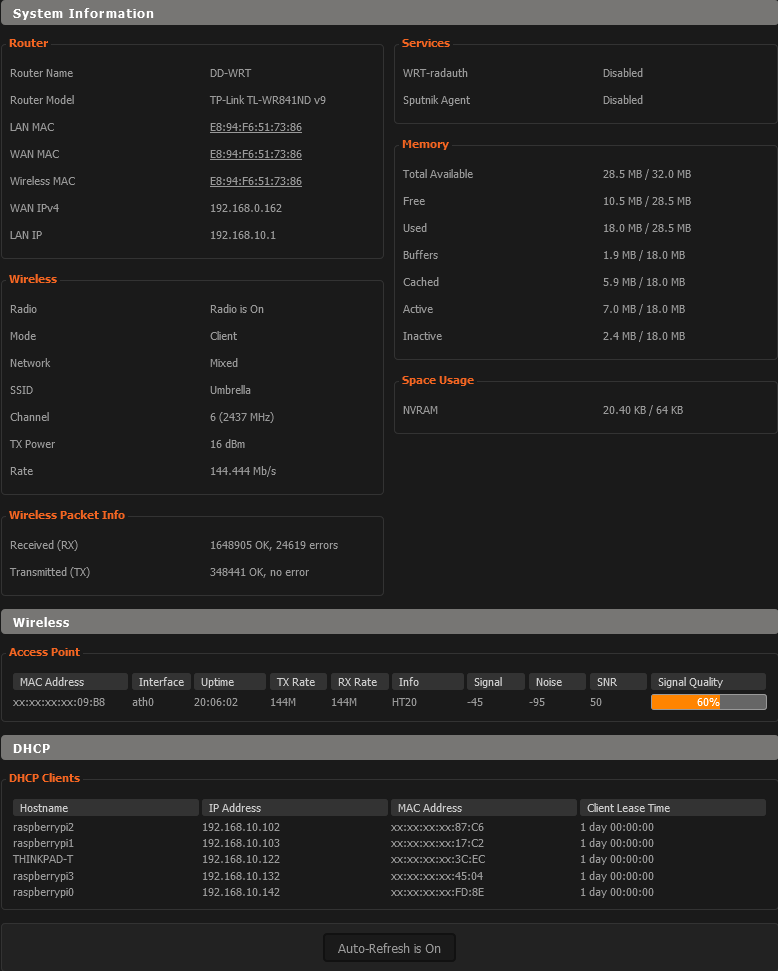 System Information
Router
Router Name DD-WRT
Router Model TP-Link TL-WR841ND v9
LAN MAC E8:94:F6:51:73:86
WAN MAC E8:94:F6:51:73:86
Wireless MAC E8:94:F6:51:73:86
WAN IPv4 192.168.0.162
LAN IP 192.168.10.1
Wireless
Radio Radio is On
Mode Client
Network Mixed
SSID Umbrella
Channel 6 (2437 MHz)
TX Power 16 dBm
Rate 144.444 Mb/s
Wireless Packet Info
Received (RX) 1648905 OK, 24619 errors
Transmitted (TX) 348441 OK, no error
Services
WRT-radauth Disabled
Sputnik Agent Disabled
Memory
Total Available 28.5 MB / 32.0 MB
Free 10.5 MB / 28.5 MB
Used 18.0 MB / 28.5 MB
Buffers 1.9 MB / 18.0 MB
Cached 5.9 MB / 18.0 MB
Active 7.0 MB / 18.0 MB
Inactive 2.4 MB / 18.0 MB
Space Usage
NVRAM 20.40 KB / 64 KB
Wireless
Access Point
MAC Address Interface Uptime TX Rate RX Rate Info Signal Noise SNR Signal Quality
xx:xx:xx:xx:09:B8 ath0 20:06:02 144M 144M HT20 -45 -95 50 60%
DHCP
DHCP Clients
Hostname IP Address MAC Address Client Lease Time
raspberrypi2 192.168.10.102 xx:xx:xx:xx:87:C6 1 day 00:00:00
raspberrypi1 192.168.10.103 xx:xx:xx:xx:17:C2 1 day 00:00:00
THINKPAD-T 192.168.10.122 xx:xx:xx:xx:3C:EC 1 day 00:00:00
raspberrypi3 192.168.10.132 xx:xx:xx:xx:45:04 1 day 00:00:00
raspberrypi0 192.168.10.142 xx:xx:xx:xx:FD:8E 1 day 00:00:00
Auto-Refresh is On